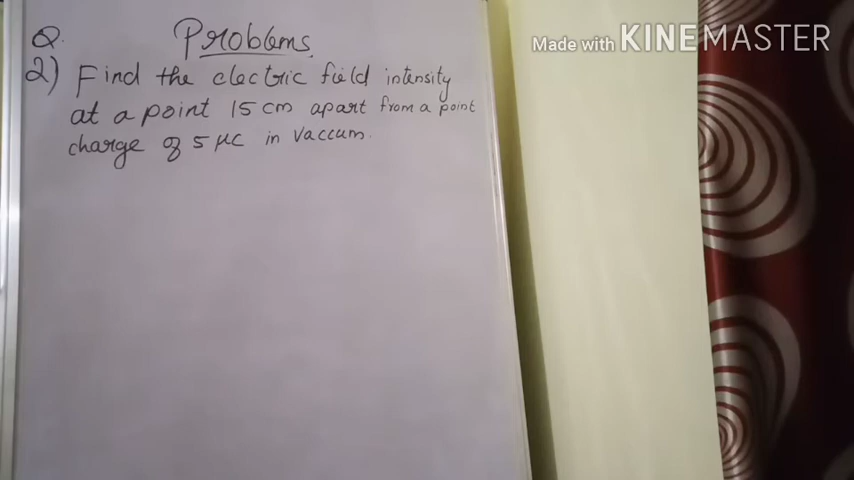 Problems
Made with KINEMASTER
Q.
2) Find the electric field intensity
at a point 15 cm apart from a point
charge of 5 μc in vaccum.